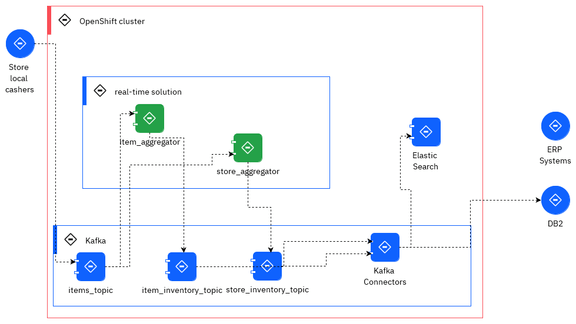 OpenShift cluster
Store
local
cashers
real-time solution
item_aggregator
store_aggregator
Elastic
Search
ERP
Systems
DB2
Kafka
items_topic
item_inventory_topic
store_inventory_topic
Kafka
Connectors